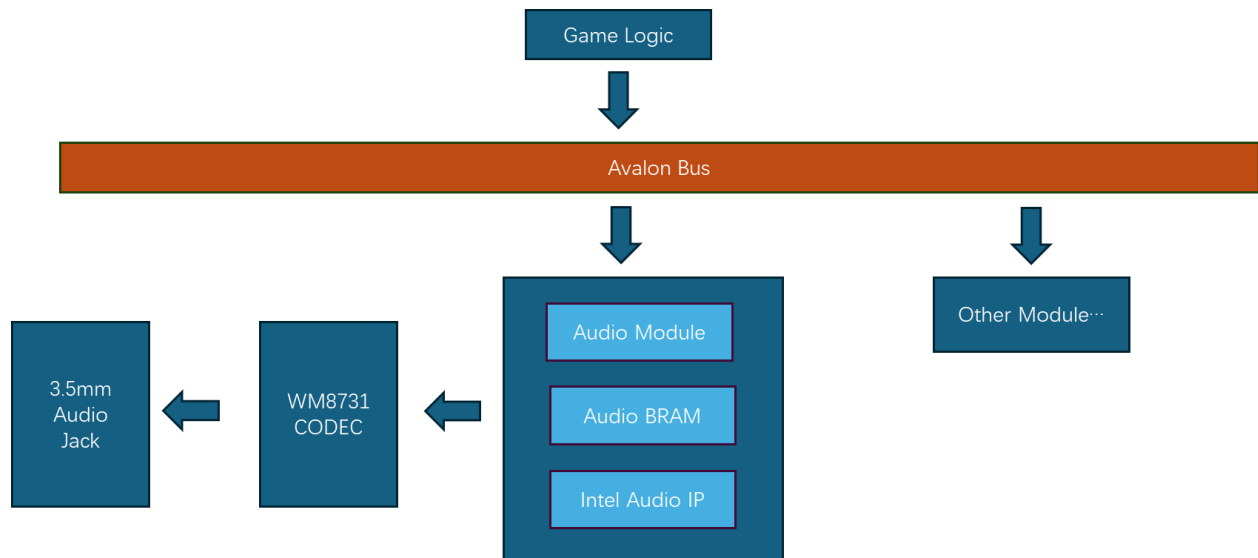 Game Logic
Avalon Bus
Audio Module
Other Module···
3.5mm
Audio
Jack
WM8731
CODEC
Audio BRAM
Intel Audio IP